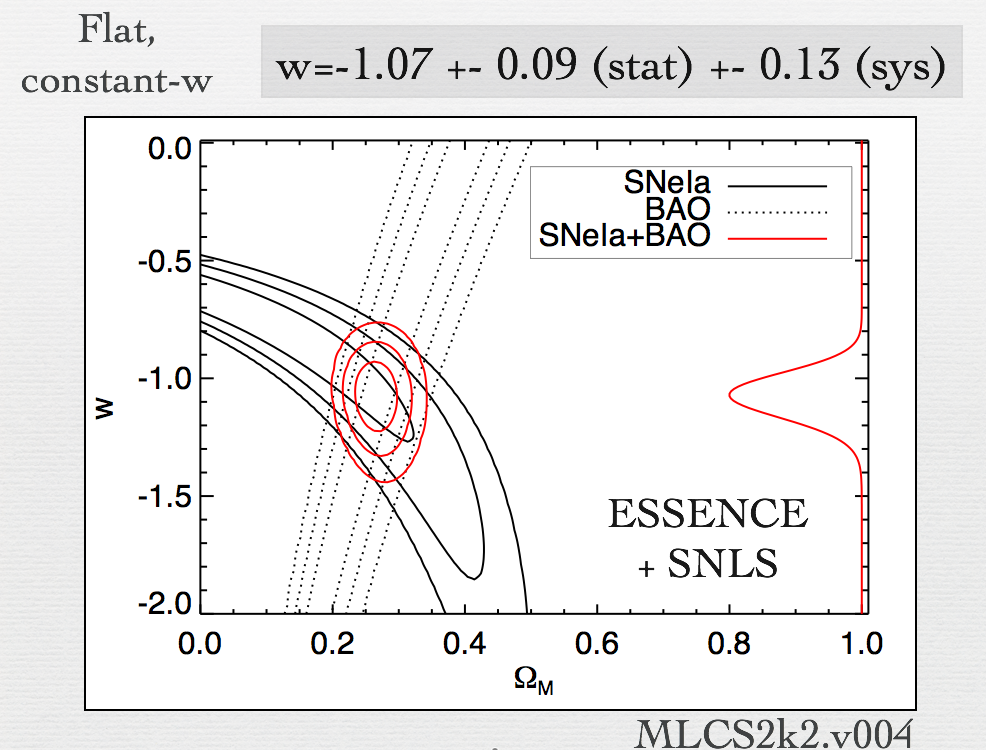 Flat,
constant-w
w=-1.07 +- 0.09 (stat) +- 0.13 (sys)
0.0
-0.5
-1.0
-1.5
-2.0
w
SNeIa
BAO
SNeIa+BAO
ESSENCE
+ SNLS
0.0 0.2 0.4 0.6 0.8 1.0
ΩM
MLCS2k2.v004